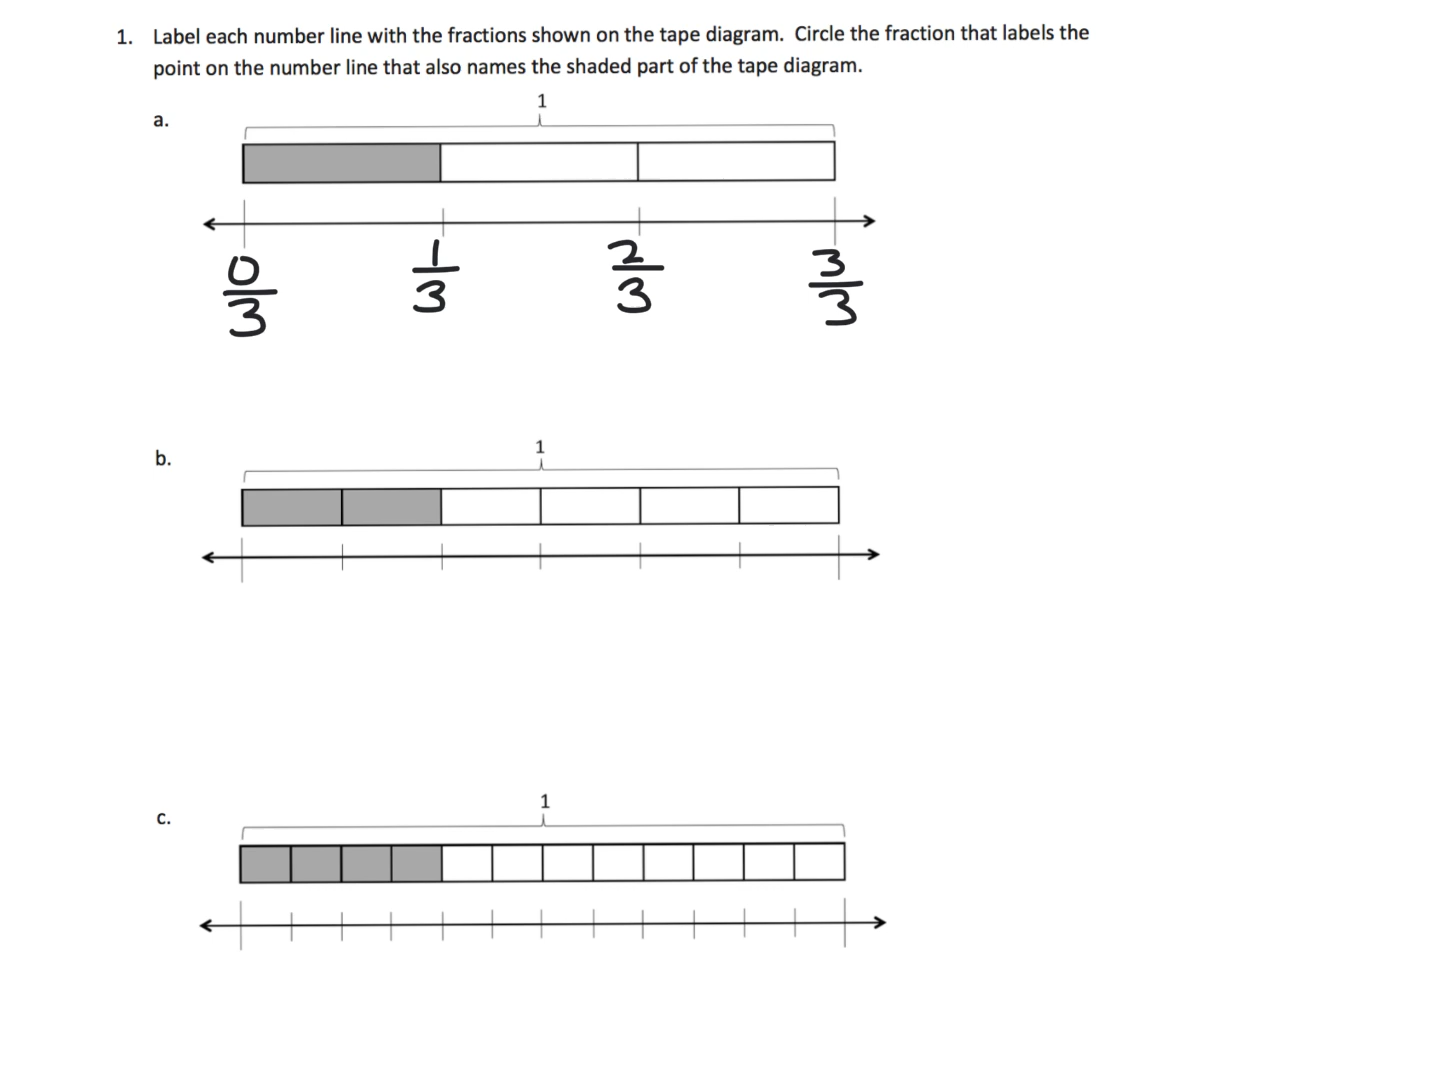 1. Label each number line with the fractions shown on the tape diagram. Circle the fraction that labels the
point on the number line that also names the shaded part of the tape diagram.
1
a.
0/3 1/3 2/3 3/3
1
b.
1
c.